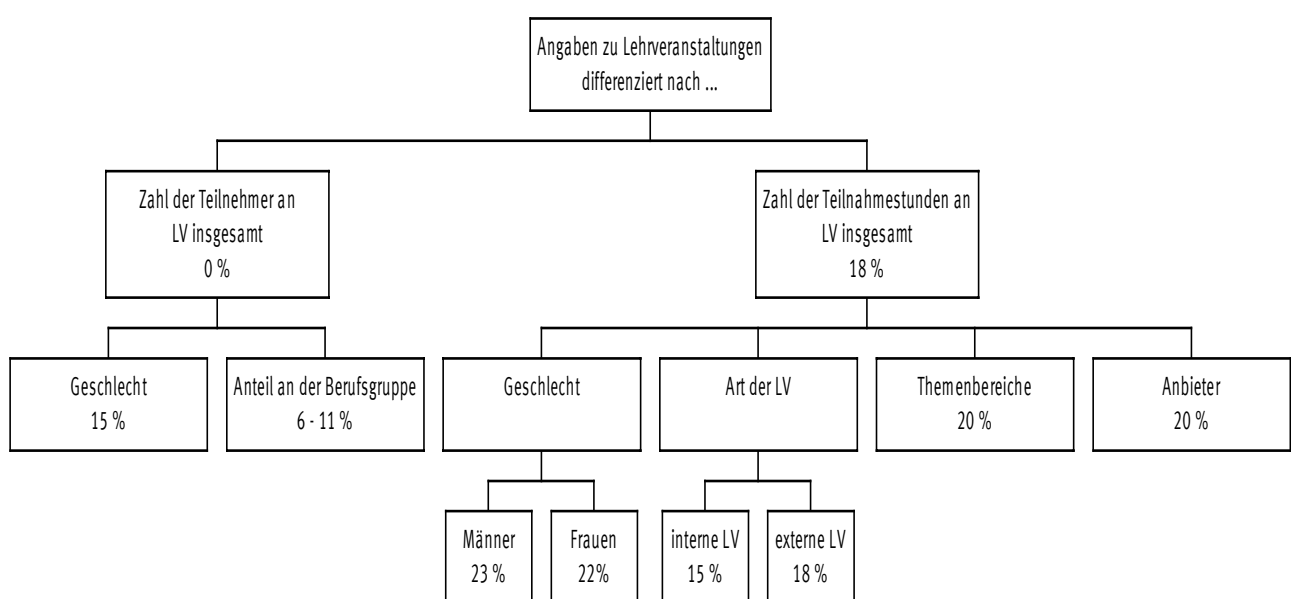 Angaben zu Lehrveranstaltungen
differenziert nach ...
Zahl der Teilnehmer an
LV insgesamt
0 %
Zahl der Teilnahmestunden an
LV insgesamt
18 %
Geschlecht
15 %
Anteil an der Berufsgruppe
6 - 11 %
Geschlecht
Art der LV
Themenbereiche
20 %
Anbieter
20 %
Männer
23 %
Frauen
22%
interne LV
15 %
externe LV
18 %